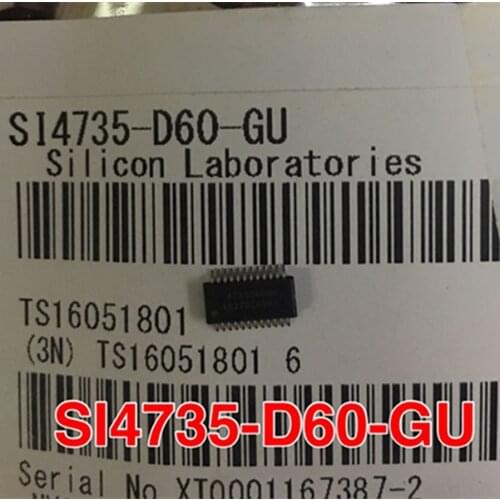 SI4735-D60-GU
Silicon Laboratories
TS16051801
(3N) TS16051801 6
SI4735-D60-GU
Serial No XT0001167387-2